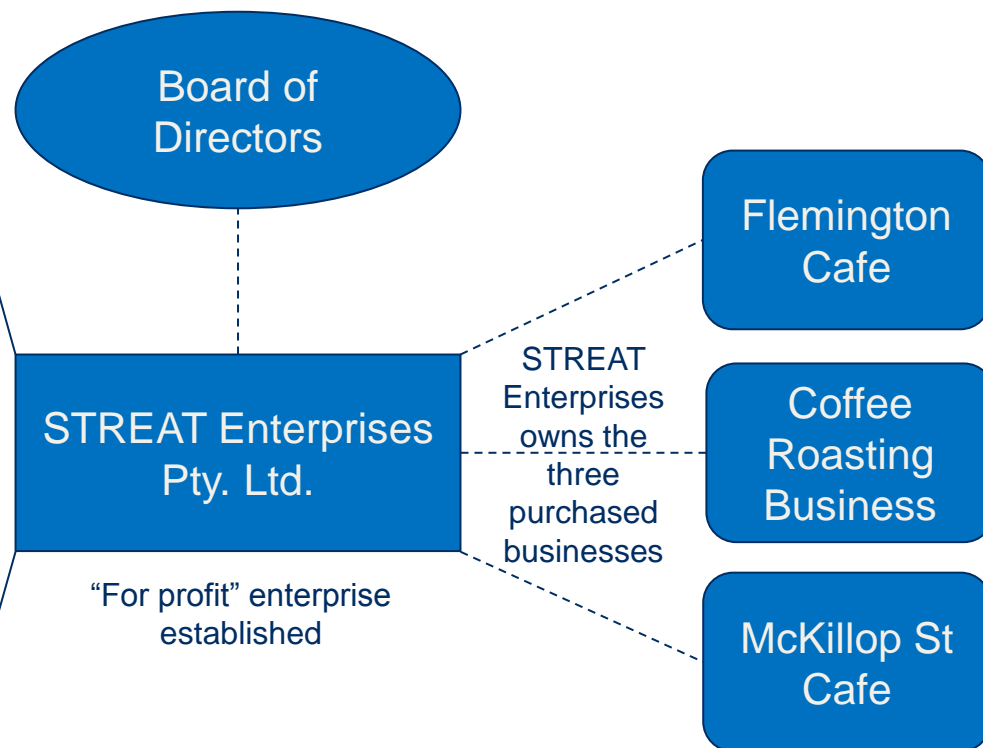 Board of
Directors
Flemington
Cafe
STREAT Enterprises
Pty. Ltd.
STREAT
Enterprises
owns the
three
purchased
businesses
Coffee
Roasting
Business
“For profit” enterprise
established
McKillop St
Cafe